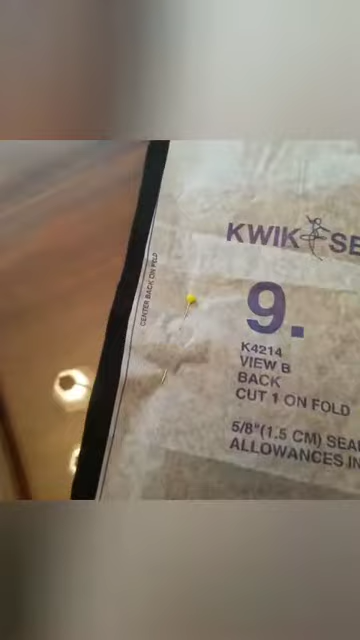 KWIK SE
CENTER BACK ON FOLD
9.
K4214
VIEW B
BACK
CUT 1 ON FOLD
5/8"(1.5 CM) SEA
ALLOWANCES IN